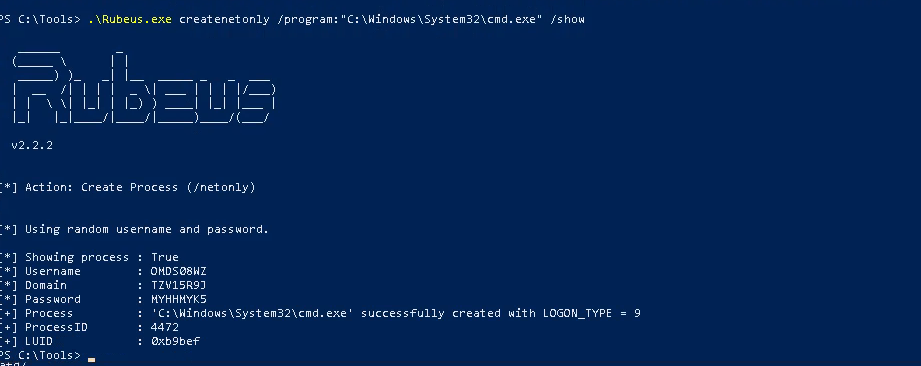 PS C:\Tools> .\Rubeus.exe createnetonly /program:"C:\Windows\System32\cmd.exe" /show
Rubeus
v2.2.2
[*] Action: Create Process (/netonly)
[*] Using random username and password.
[*] Showing process : True
[*] Username        : OMDS08WZ
[*] Domain          : TZV15R9J
[*] Password        : MYHHMYK5
[+] Process         : 'C:\Windows\System32\cmd.exe' successfully created with LOGON_TYPE = 9
[+] ProcessID       : 4472
[+] LUID            : 0xb9bef
PS C:\Tools>